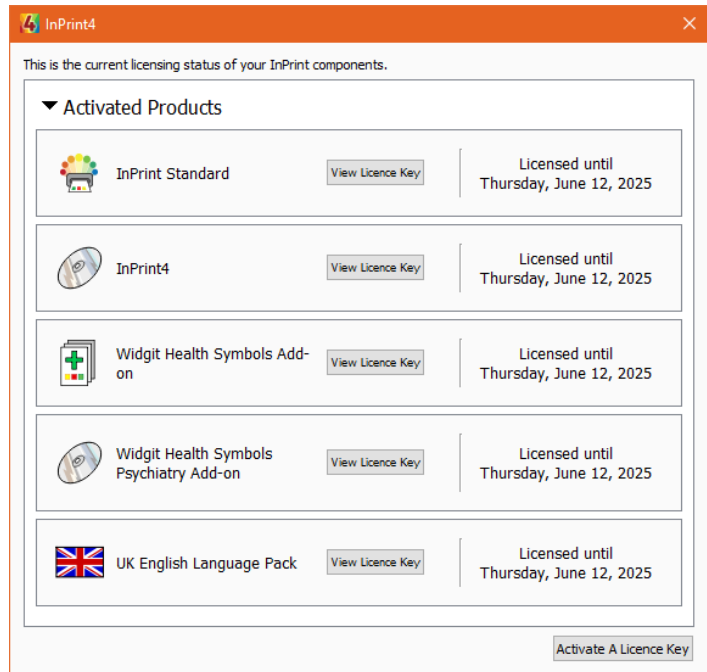 4 InPrint4
This is the current licensing status of your InPrint components.
Activated Products
InPrint Standard
View Licence Key
Licensed until
Thursday, June 12, 2025
InPrint4
View Licence Key
Licensed until
Thursday, June 12, 2025
Widgit Health Symbols Add-
on
View Licence Key
Licensed until
Thursday, June 12, 2025
Widgit Health Symbols
Psychiatry Add-on
View Licence Key
Licensed until
Thursday, June 12, 2025
UK English Language Pack
View Licence Key
Licensed until
Thursday, June 12, 2025
Activate A Licence Key